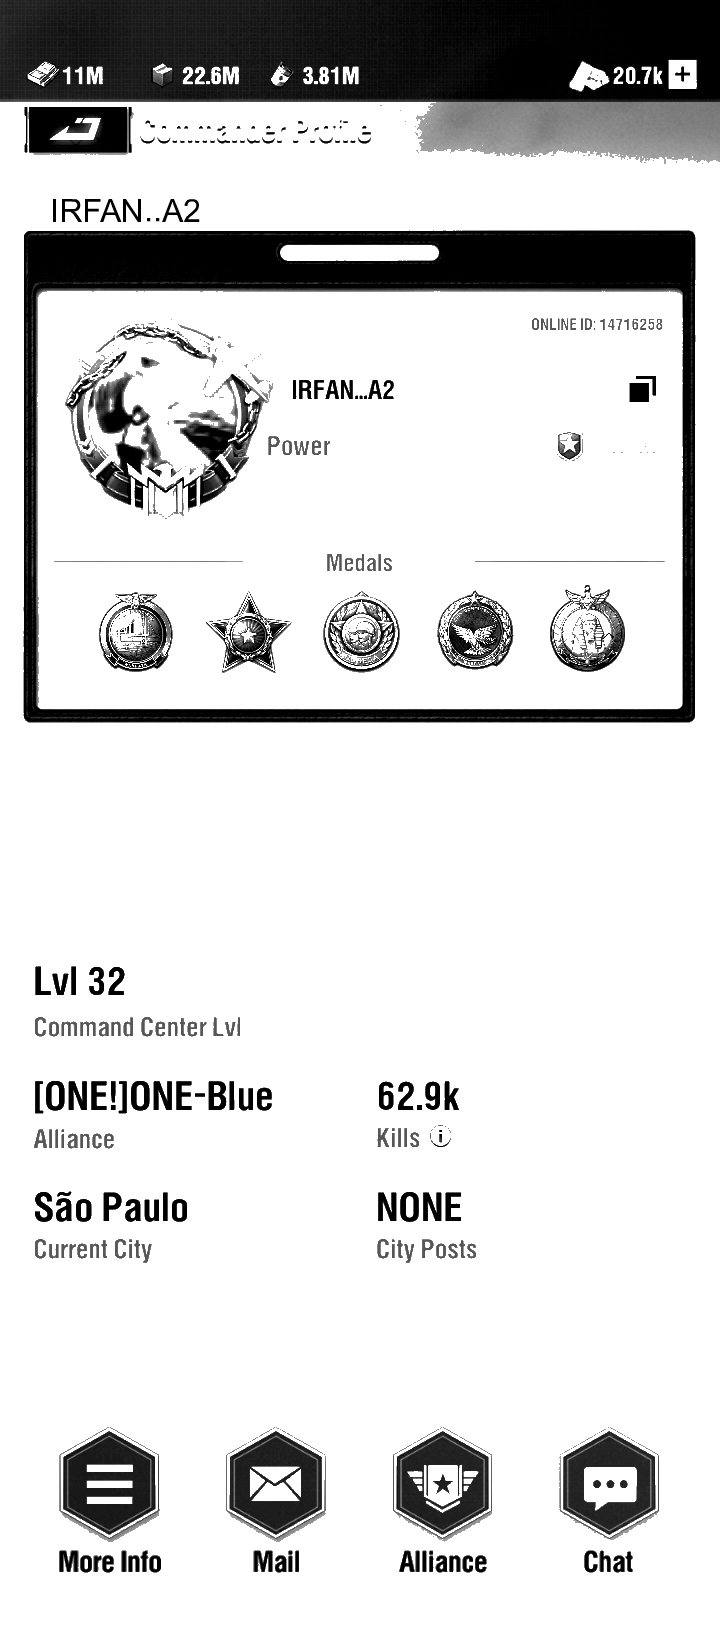 11M 22.6M 3.81M 20.7k +
Commander Profile
IRFAN..A2
ONLINE ID: 14716258
IRFAN...A2
Power
Medals
Lvl 32
Command Center Lvl
[ONE!]ONE-Blue 62.9k
Alliance Kills
São Paulo NONE
Current City City Posts
More Info Mail Alliance Chat